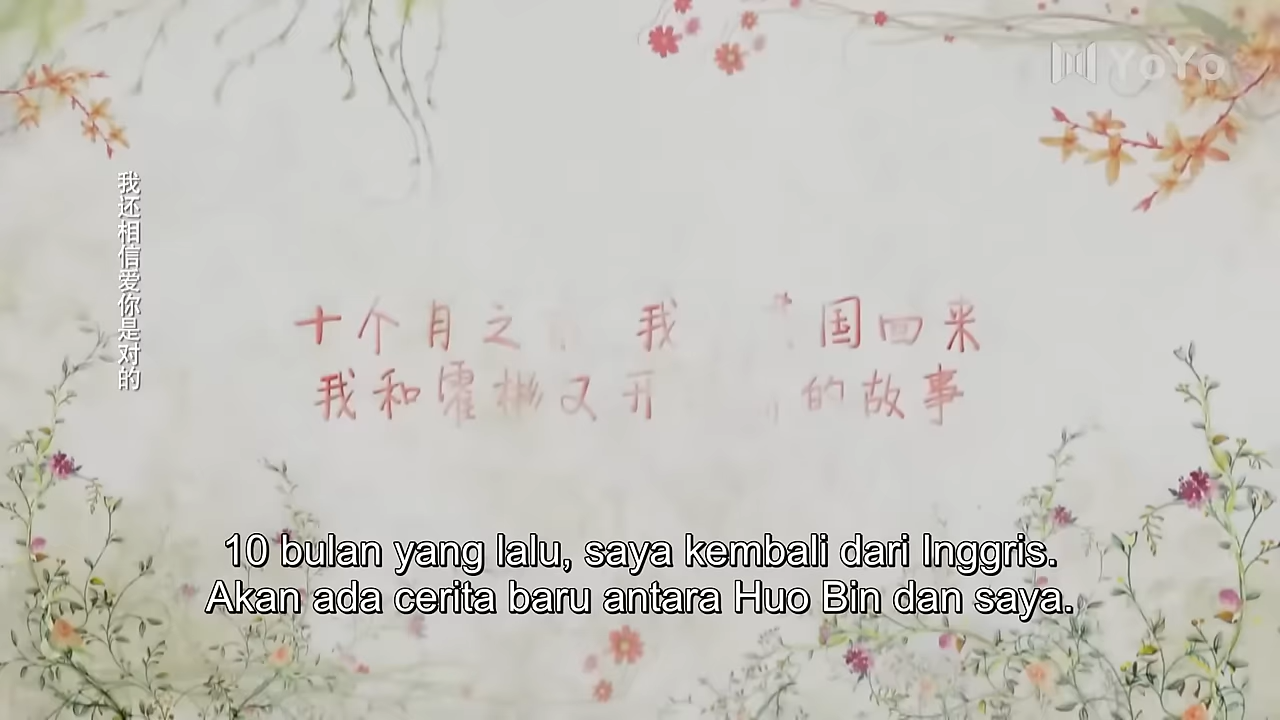 YoYo
我还相信爱你是对的
十个月之 我 国回来
我和霍彬又开 的故事
10 bulan yang lalu, saya kembali dari Inggris.
Akan ada cerita baru antara Huo Bin dan saya.